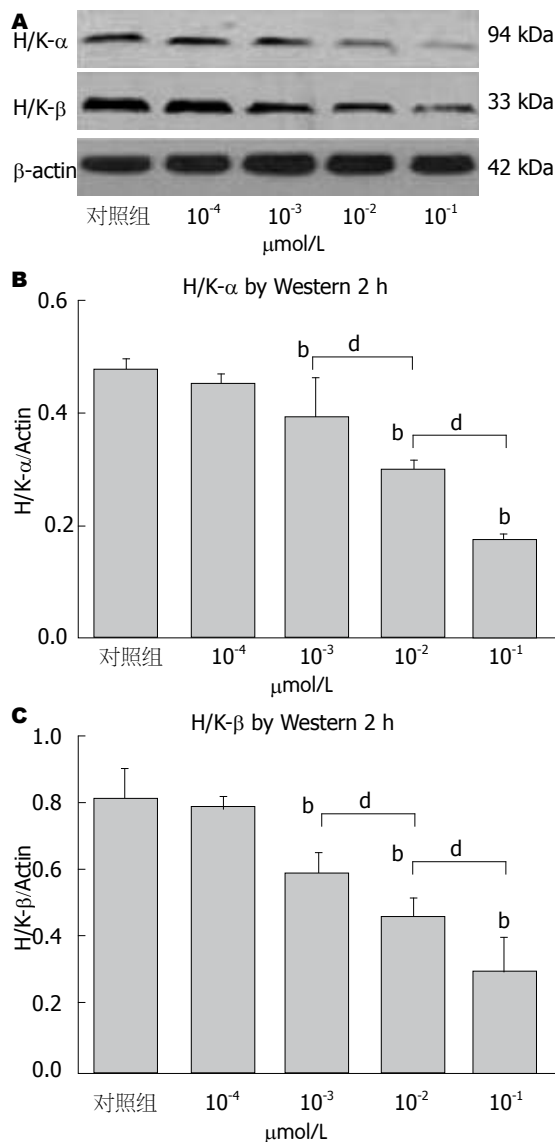 A
H/K-α 94 kDa
H/K-β 33 kDa
β-actin 42 kDa
对照组 10⁻⁴ 10⁻³ 10⁻² 10⁻¹
μmol/L
B
H/K-α by Western 2 h
0.6
0.4
0.2
0.0
H/K-α/Actin
b d
b d
b
对照组 10⁻⁴ 10⁻³ 10⁻² 10⁻¹
μmol/L
C
H/K-β by Western 2 h
1.0
0.8
0.6
0.4
0.2
0.0
H/K-β/Actin
b d
b d
b
对照组 10⁻⁴ 10⁻³ 10⁻² 10⁻¹
μmol/L